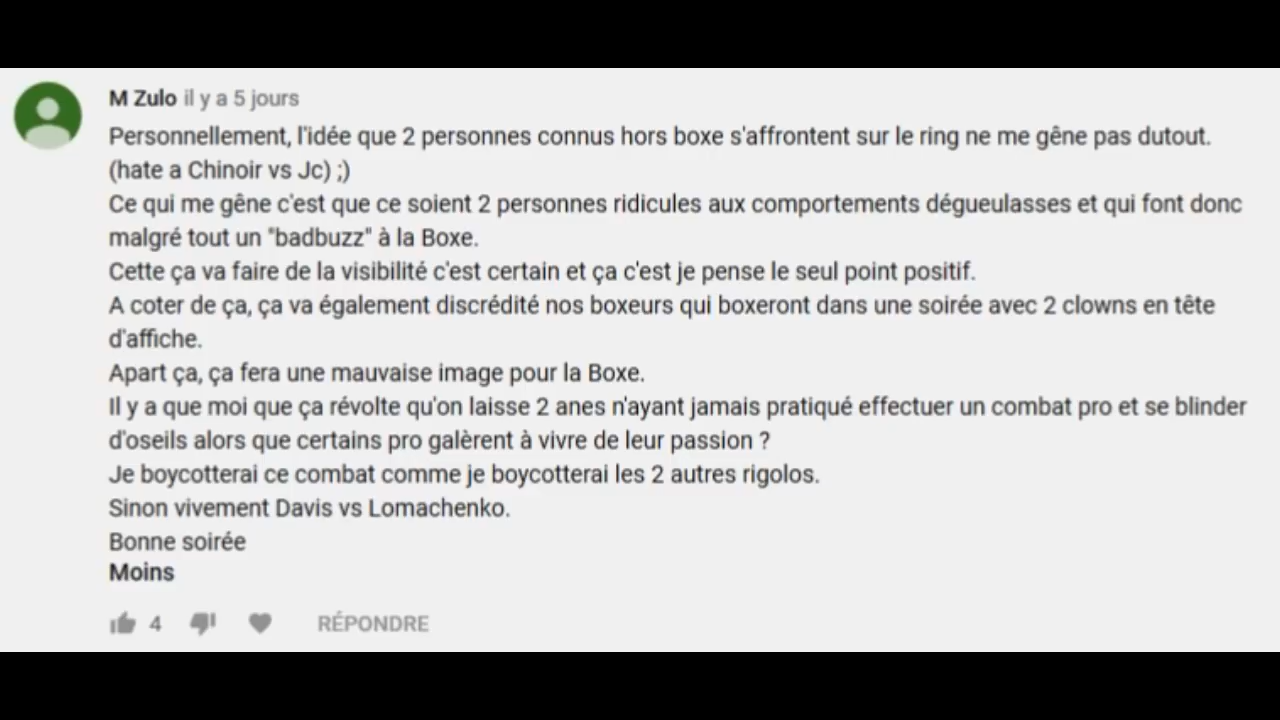 M Zulo il y a 5 jours
Personnellement, l'idée que 2 personnes connus hors boxe s'affrontent sur le ring ne me gêne pas dutout.
(hate a Chinoir vs Jc) ;)
Ce qui me gêne c'est que ce soient 2 personnes ridicules aux comportements dégueulasses et qui font donc
malgré tout un "badbuzz" à la Boxe.
Cette ça va faire de la visibilité c'est certain et ça c'est je pense le seul point positif.
A coter de ça, ça va également discrédité nos boxeurs qui boxeront dans une soirée avec 2 clowns en tête
d'affiche.
Apart ça, ça fera une mauvaise image pour la Boxe.
Il y a que moi que ça révolte qu'on laisse 2 anes n'ayant jamais pratiqué effectuer un combat pro et se blinder
d'oseils alors que certains pro galèrent à vivre de leur passion ?
Je boycotterai ce combat comme je boycotterai les 2 autres rigolos.
Sinon vivement Davis vs Lomachenko.
Bonne soirée
Moins
4 RÉPONDRE